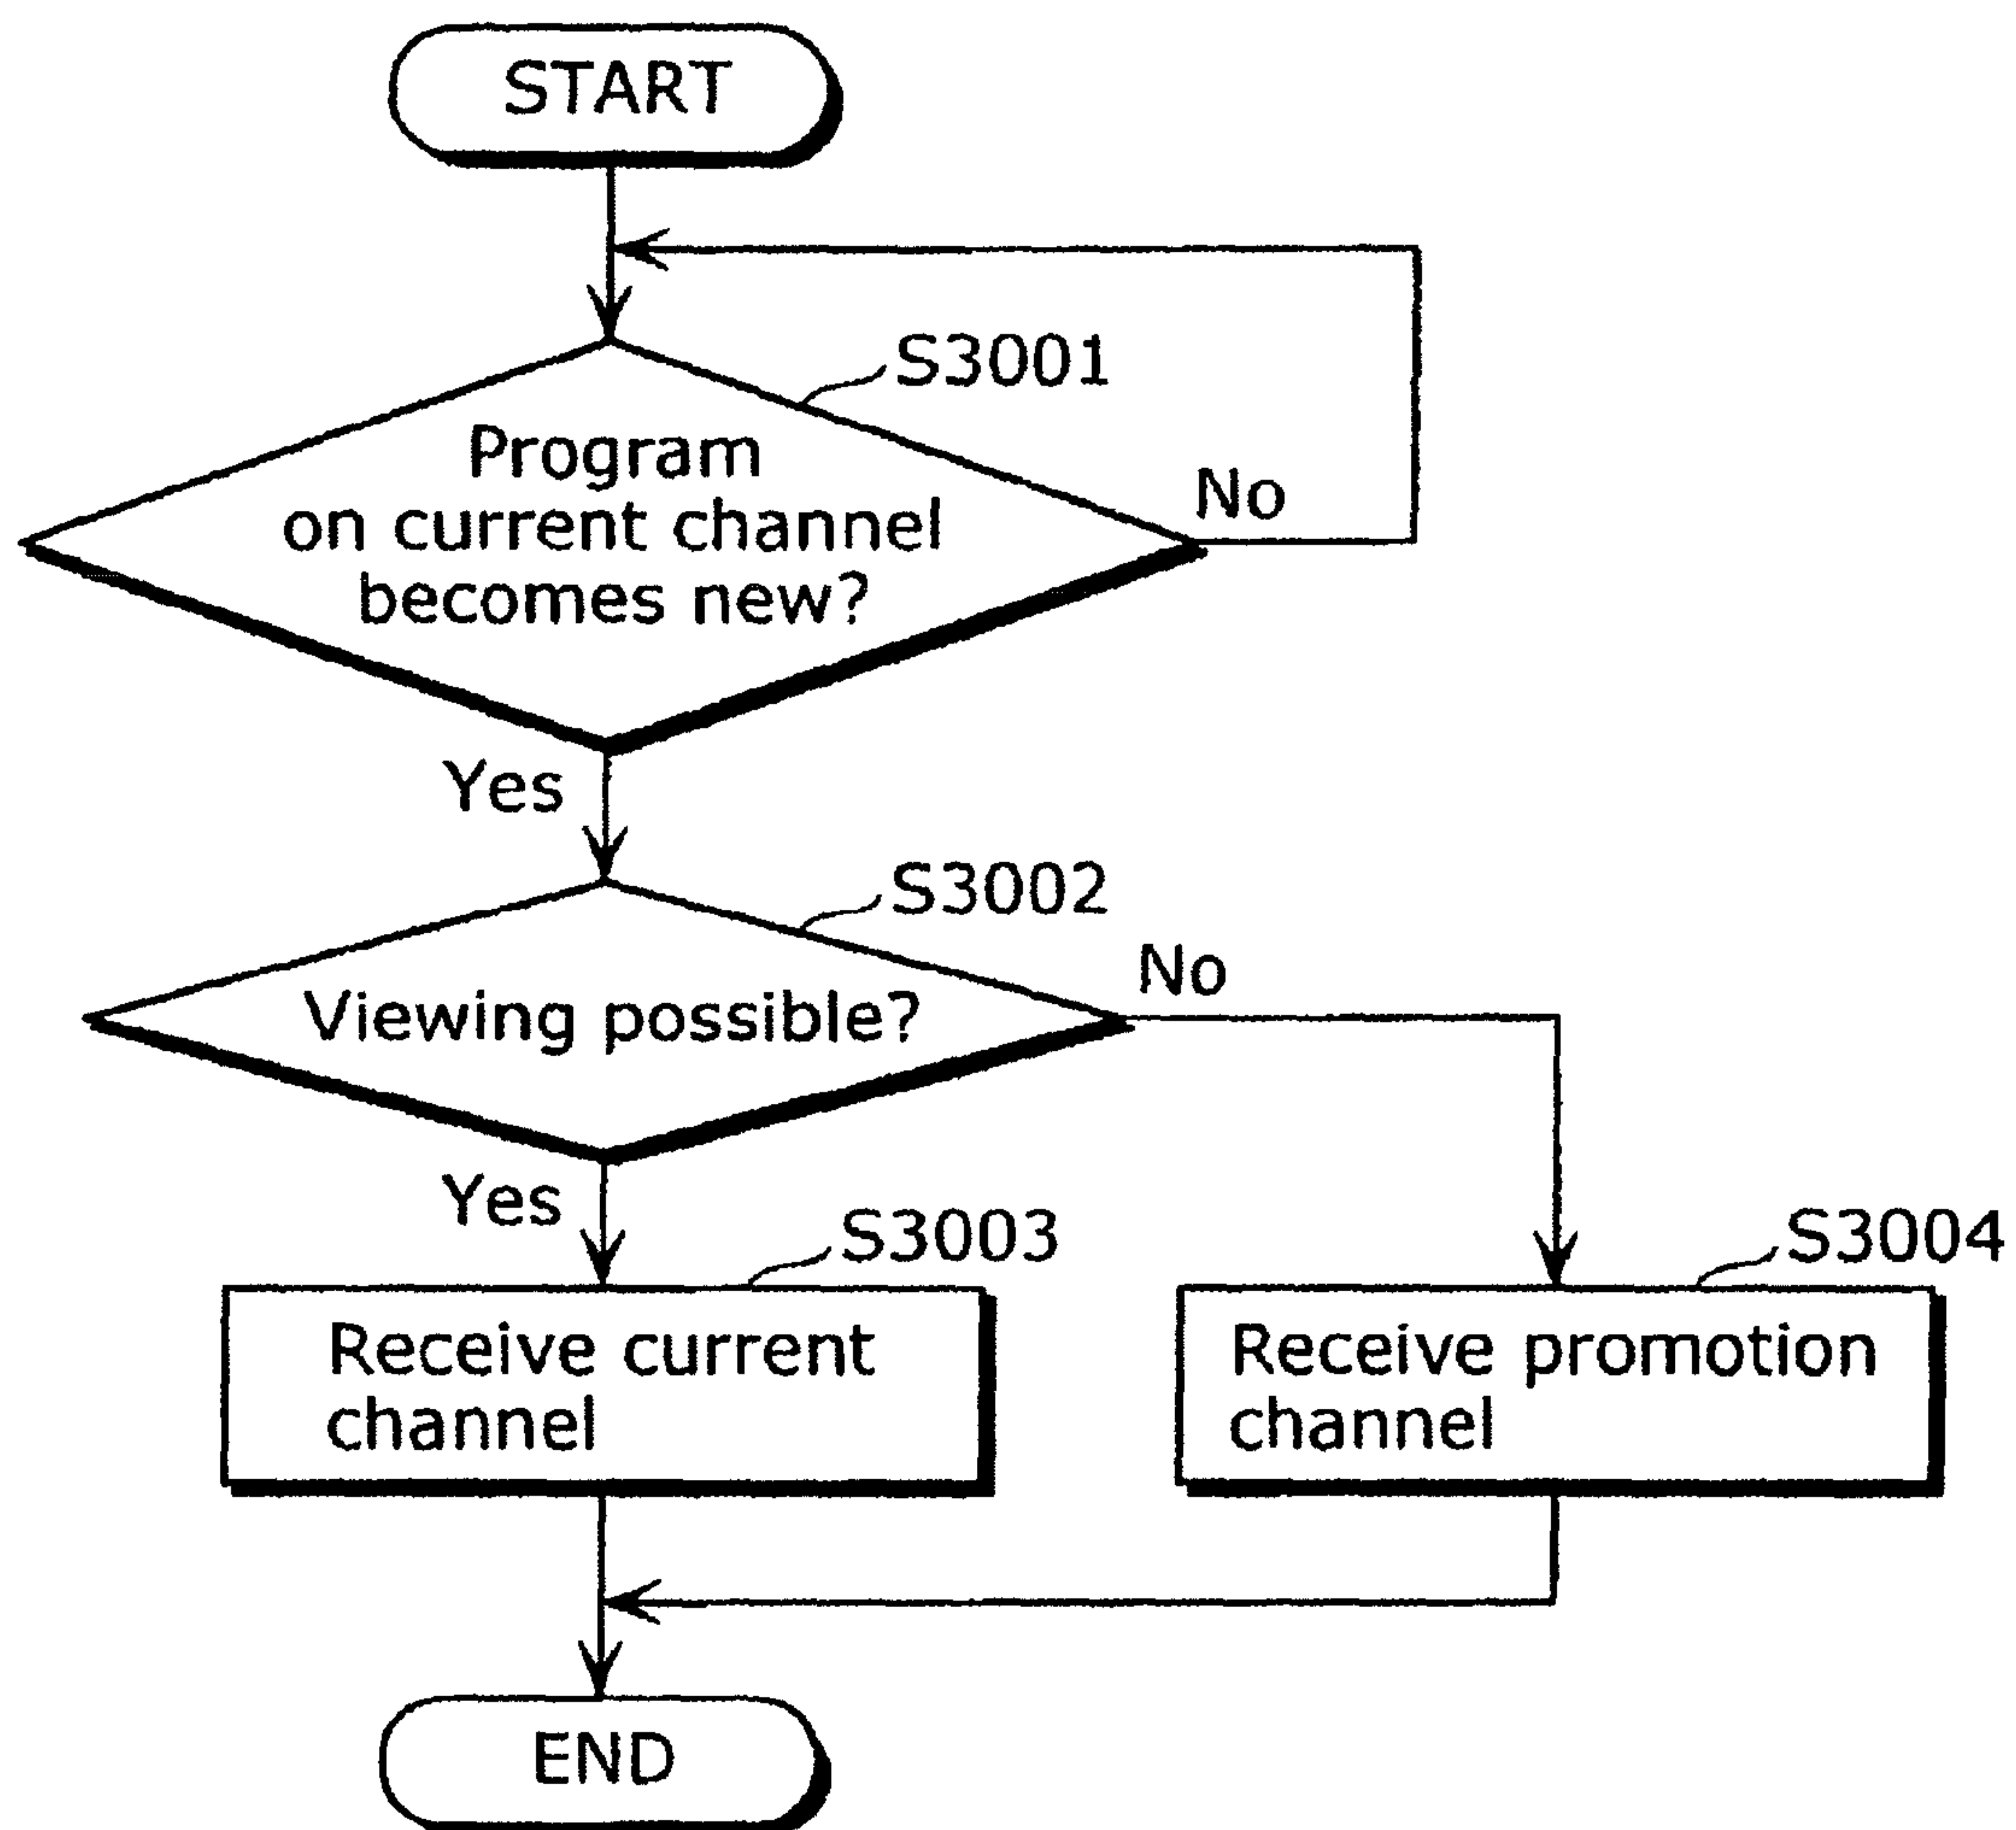 START
S3001
Program
on current channel
becomes new?
No
Yes
S3002
No
Viewing possible?
Yes
S3003
S3004
Receive current
channel
Receive promotion
channel
END